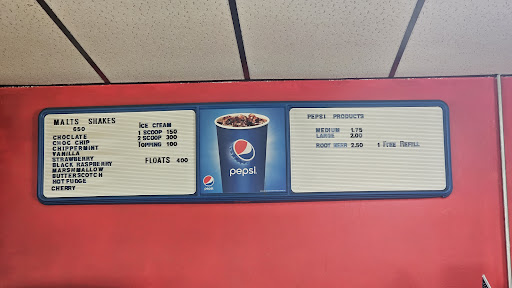 MALTS SHAKES
650
CHOCLATE
CHOC CHIP
CHIPPERMINT
VANILLA
STRAWBERRY
BLACK RASPBERRY
MARSHMALLOW
BUTTERSCOTCH
HOT FUDGE
CHERRY
ICE CREAM
1 SCOOP 150
2 SCOOP 300
TOPPING 100
FLOATS 400
pepsi
pepsi
PEPSI PRODUCTS
MEDIUM 1.75
LARGE 2.00
ROOT BEER 2.50 1 FREE REFILL